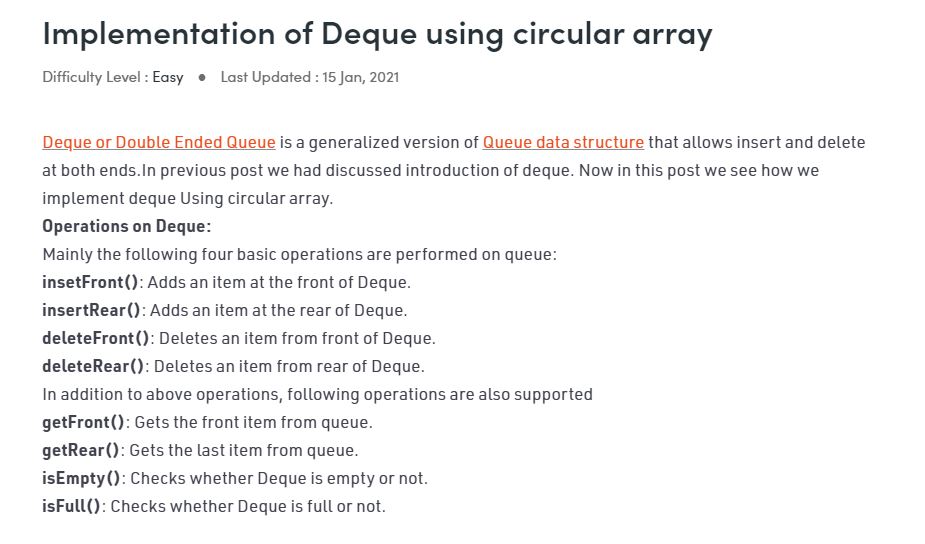 Implementation of Deque using circular array
Difficulty Level : Easy ● Last Updated : 15 Jan, 2021
Deque or Double Ended Queue is a generalized version of Queue data structure that allows insert and delete
at both ends.In previous post we had discussed introduction of deque. Now in this post we see how we
implement deque Using circular array.
Operations on Deque:
Mainly the following four basic operations are performed on queue:
insetFront(): Adds an item at the front of Deque.
insertRear(): Adds an item at the rear of Deque.
deleteFront(): Deletes an item from front of Deque.
deleteRear(): Deletes an item from rear of Deque.
In addition to above operations, following operations are also supported
getFront(): Gets the front item from queue.
getRear(): Gets the last item from queue.
isEmpty(): Checks whether Deque is empty or not.
isFull(): Checks whether Deque is full or not.